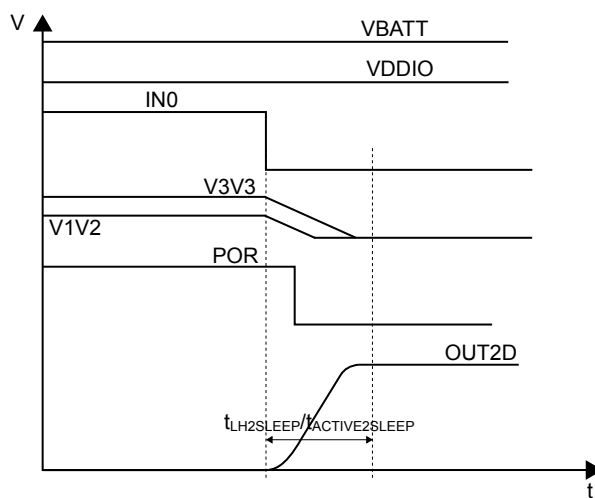 V
VBATT
VDDIO
IN0
V3V3
V1V2
POR
OUT2D
tLH2SLEEP/tACTIVE2SLEEP
t